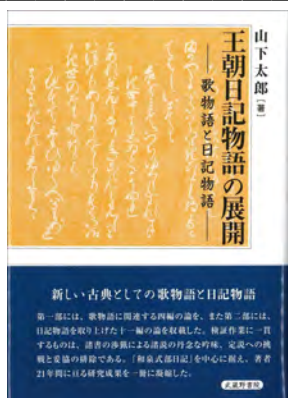 山下太郎[著]
王朝日記物語の展開
―歌物語と日記物語―
新しい古典としての歌物語と日記物語
第一部には、歌物語に関連する四編の論を、また第二部には、
日記物語を取り上げた十一編の論を収載した。検証作業に一貫
するものは、諸書の渉猟による諸説の丹念な吟味、定説への挑
戦と妥協の排除である。『和泉式部日記』を中心に据え、著者
21年間に亘る研究成果を一冊に凝縮した。
武蔵野書院